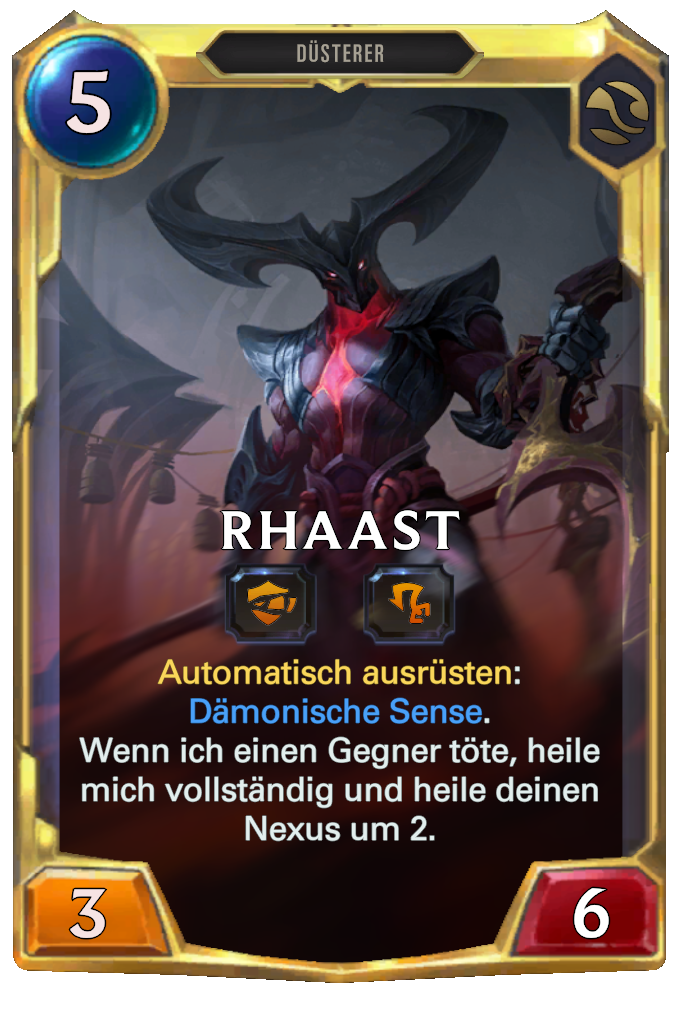 DÜSTERER
5
RHAAST
Automatisch ausrüsten:
Dämonische Sense.
Wenn ich einen Gegner töte, heile
mich vollständig und heile deinen
Nexus um 2.
3
6